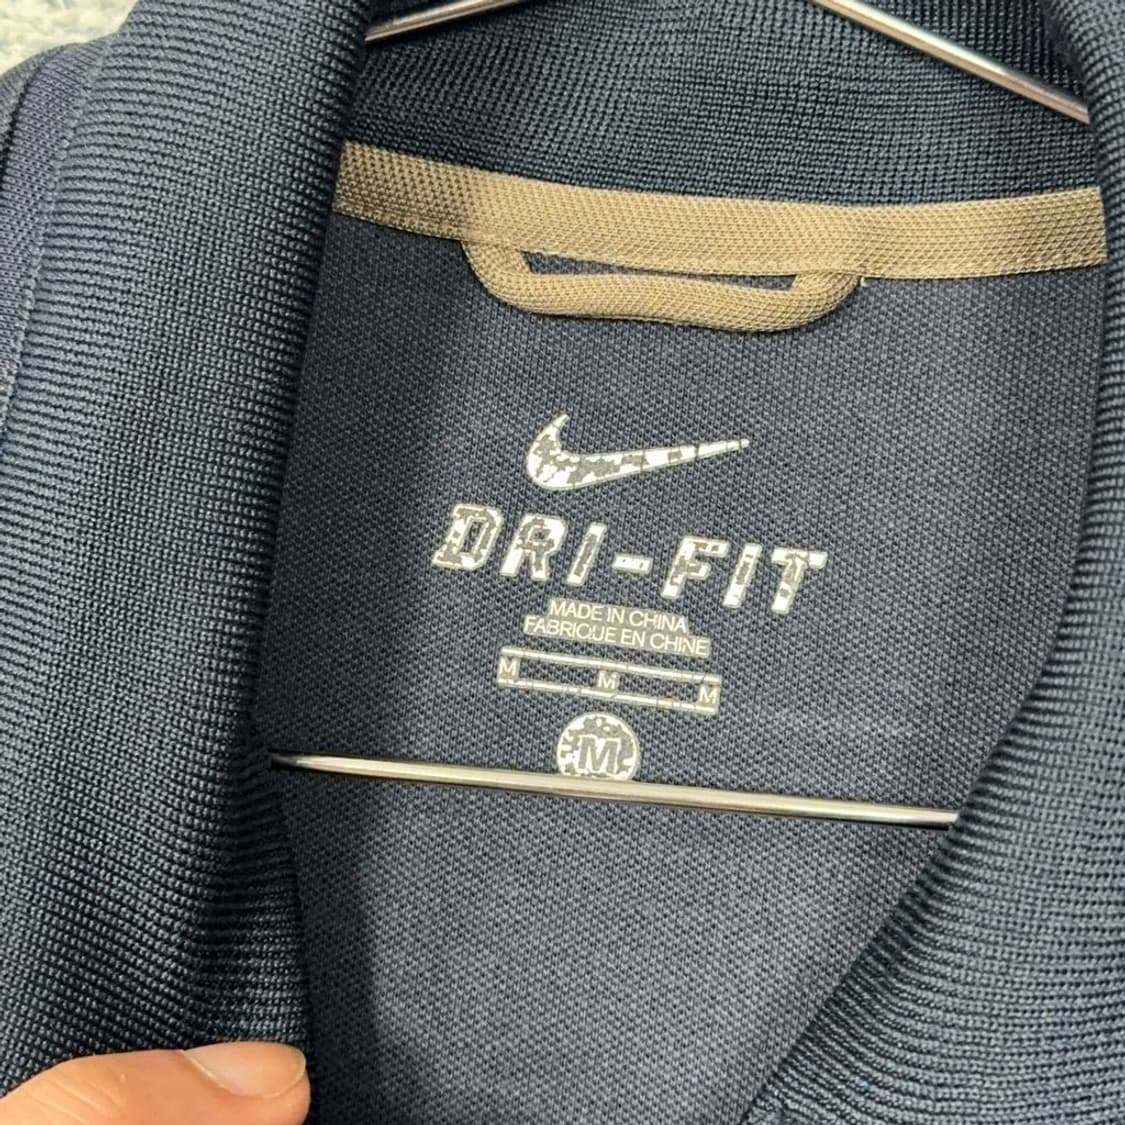 DRI-FIT
MADE IN CHINA
FABRIQUE EN CHINE
M M M
M